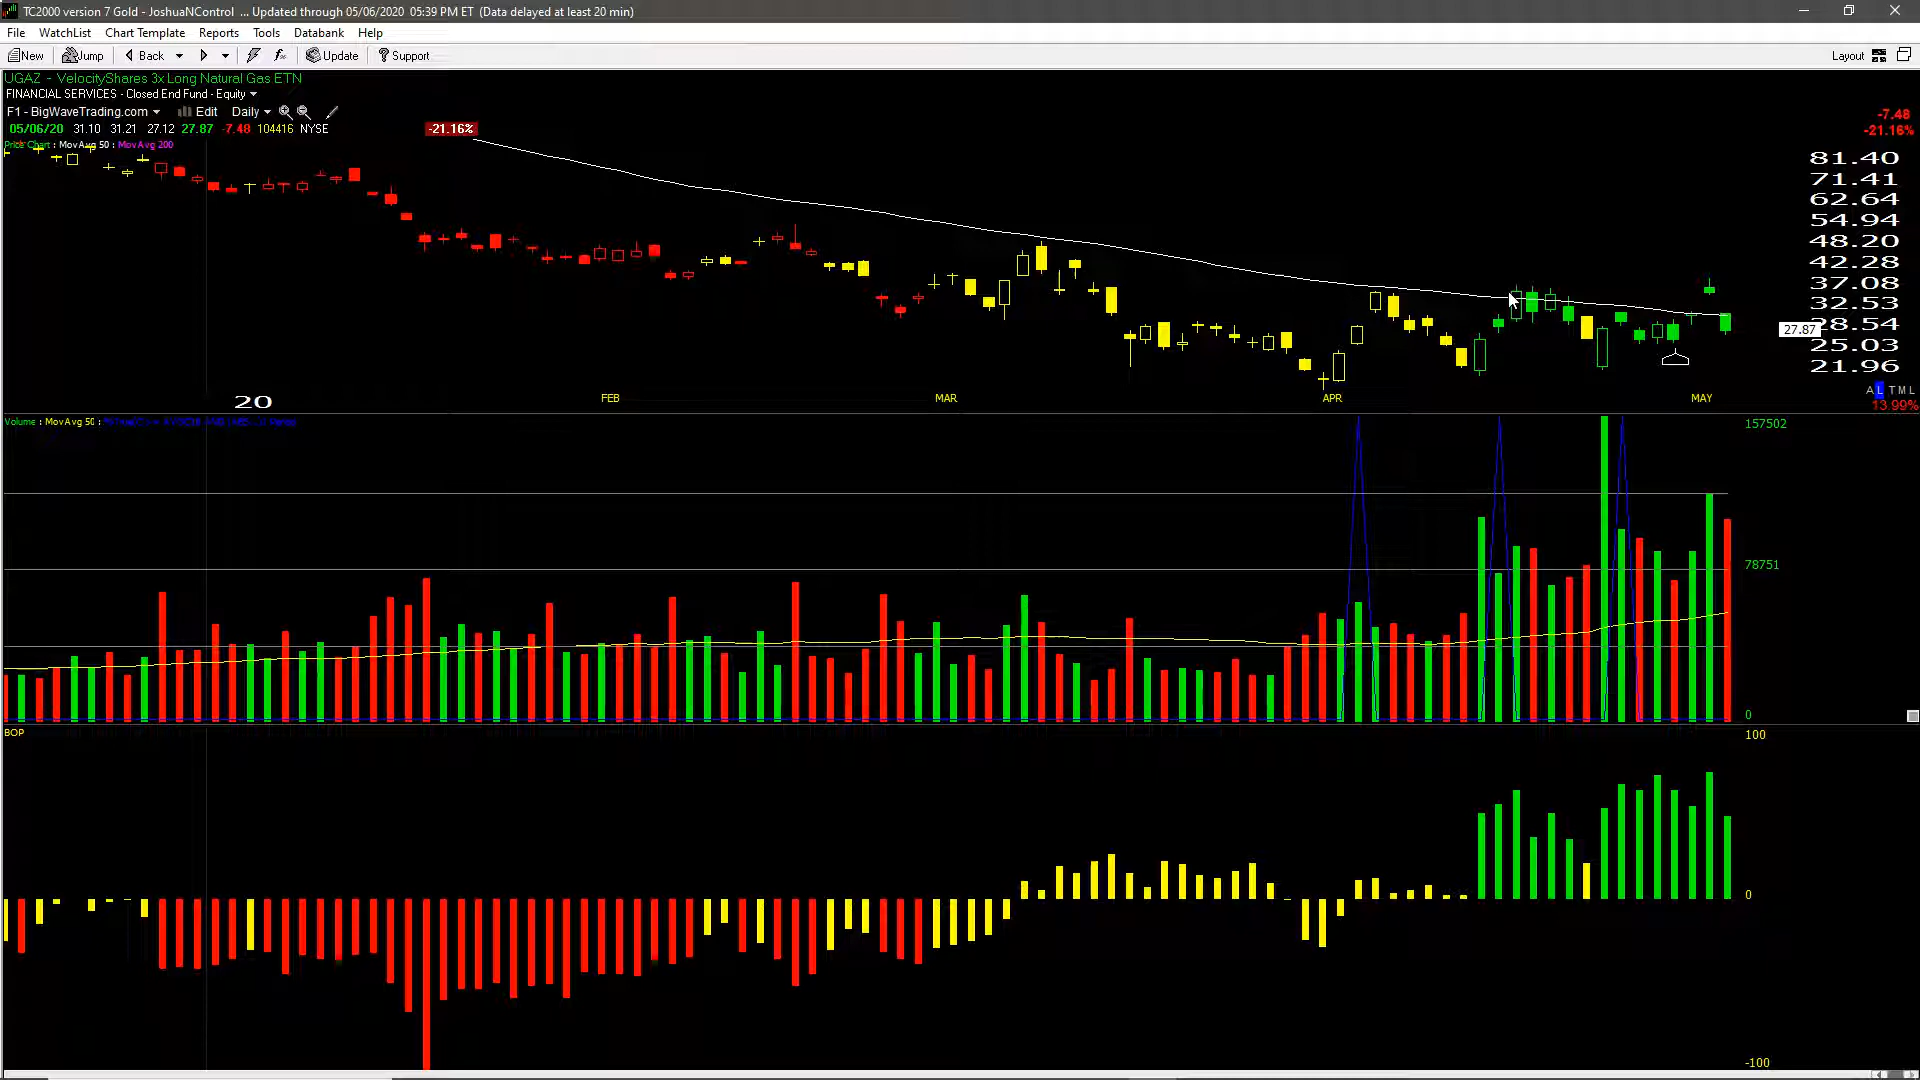 TC2000 version 7 Gold - JoshuaNControl ... Updated through 05/06/2020 05:39 PM ET (Data delayed at least 20 min)
File WatchList Chart Template Reports Tools Databank Help
New Jump Back Update Support Layout
UGAZ - VelocityShares 3x Long Natural Gas ETN
FINANCIAL SERVICES - Closed End Fund - Equity
F1 - BigWaveTrading.com Edit Daily
05/06/20 31.10 31.21 27.12 27.87 -7.48 104416 NYSE
-21.16%
-7.48
-21.16%
Price Chart : MovAvg 50 : MovAvg 200
81.40
71.41
62.64
54.94
48.20
42.28
37.08
32.53
28.54
27.87
25.03
21.96
A L T M L
20 FEB MAR APR MAY
13.99%
Volume : MovAvg 50 :
157502
78751
0
BOP
100
0
-100